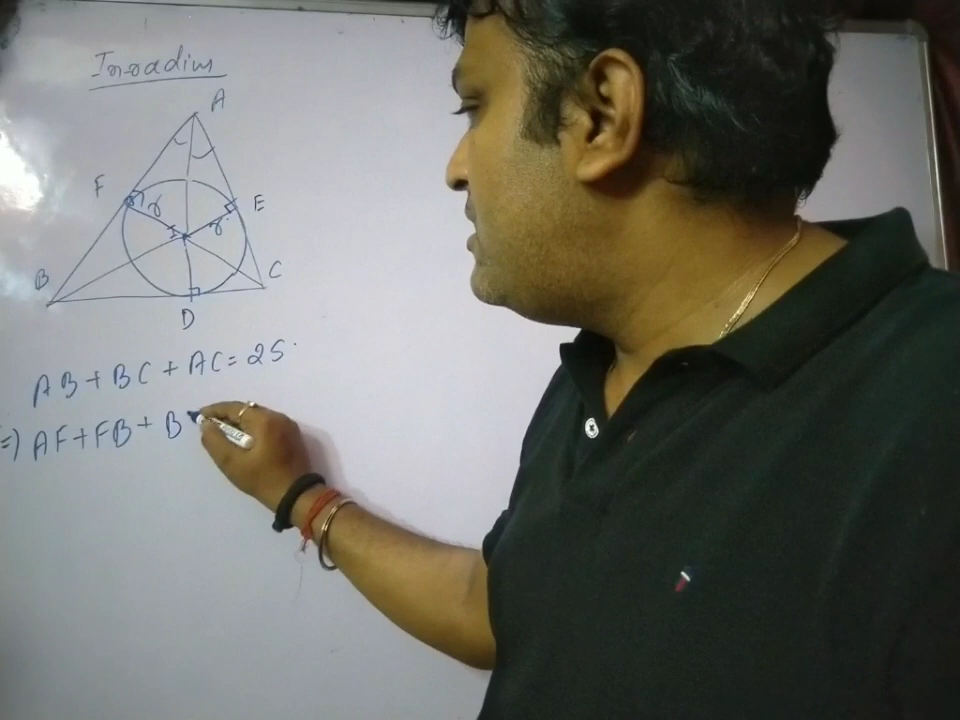 Inradius
A
F
r
E
r
I
B
C
D
AB + BC + AC = 2S.
=) AF + FB + B